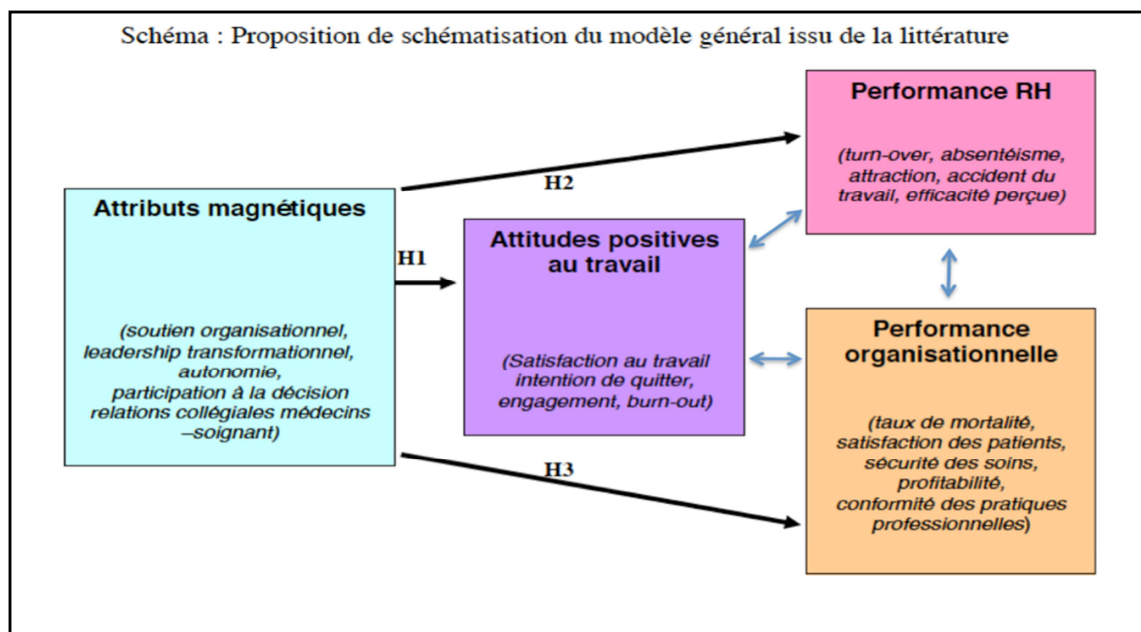 Schéma : Proposition de schématisation du modèle général issu de la littérature
Performance RH
(turn-over, absentéisme,
attraction, accident du
travail, efficacité perçue)
H2
Attributs magnétiques
(soutien organisationnel,
leadership transformationnel,
autonomie,
participation à la décision
relations collégiales médecins
–soignant)
H1
Attitudes positives
au travail
(Satisfaction au travail
intention de quitter,
engagement, burn-out)
Performance
organisationnelle
(taux de mortalité,
satisfaction des patients,
sécurité des soins,
profitabilité,
conformité des pratiques
professionnelles)
H3